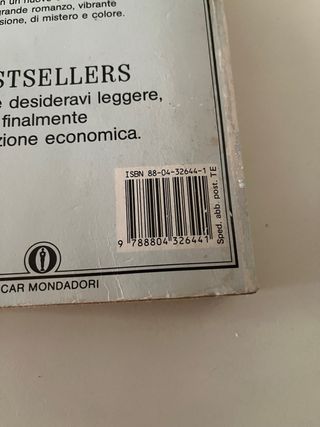 n un nuovo
grande romanzo, vibrante
sione, di mistero e colore.
STSELLERS
e desideravi leggere,
finalmente
zione economica.
ISBN 88-04-32644-1
9 788804 326441
Sped. abb. post. TE
CAR MONDADORI